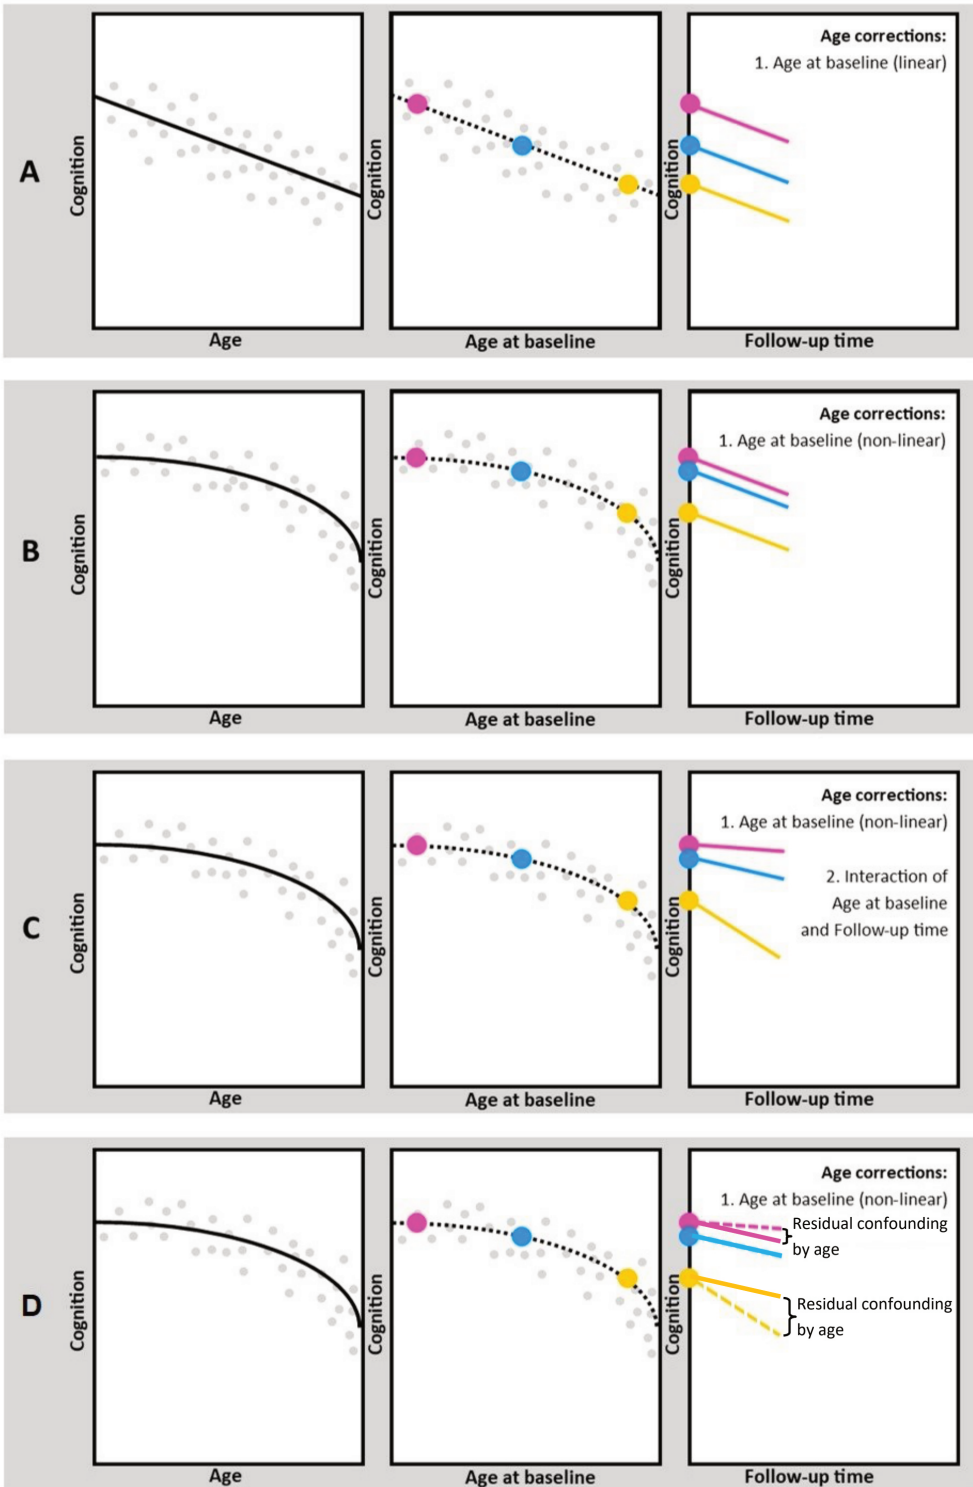 A
Cognition
Age
Cognition
Age at baseline
Cognition
Age corrections:
1. Age at baseline (linear)
Follow-up time
B
Cognition
Age
Cognition
Age at baseline
Cognition
Age corrections:
1. Age at baseline (non-linear)
Follow-up time
C
Cognition
Age
Cognition
Age at baseline
Cognition
Age corrections:
1. Age at baseline (non-linear)
2. Interaction of
Age at baseline
and Follow-up time
Follow-up time
D
Cognition
Age
Cognition
Age at baseline
Cognition
Age corrections:
1. Age at baseline (non-linear)
Residual confounding
by age
Residual confounding
by age
Follow-up time